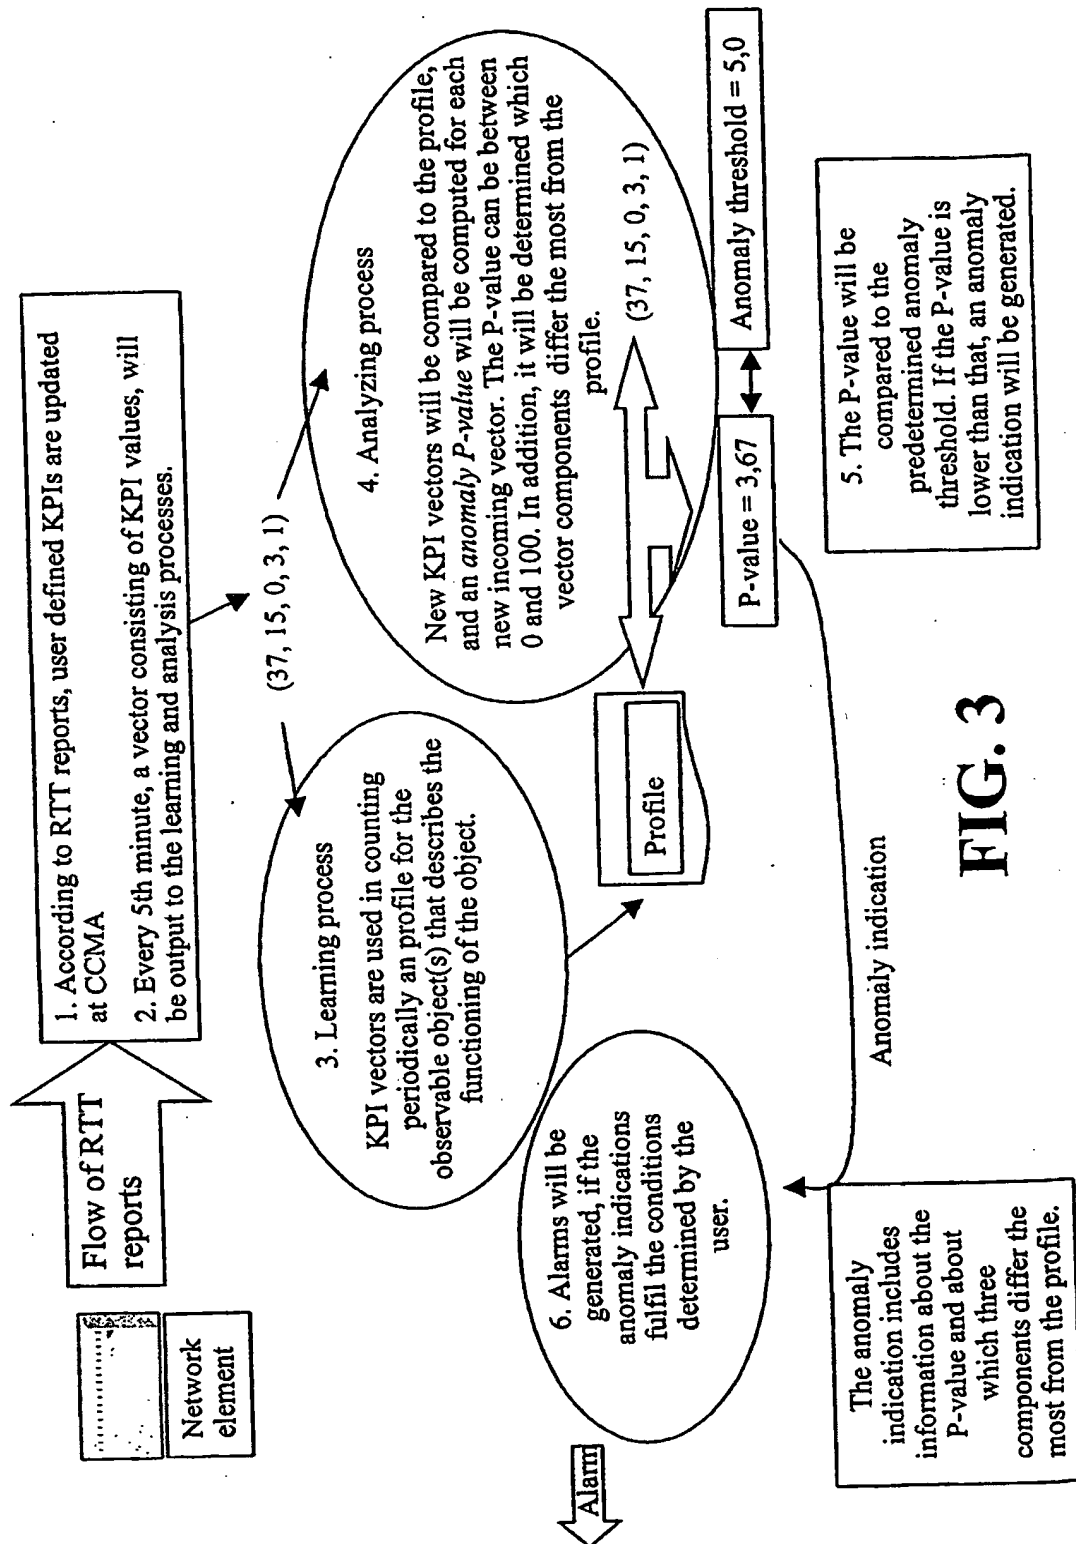 Network
element
Flow of RTT
reports
1. According to RTT reports, user defined KPIs are updated
at CCMA
2. Every 5th minute, a vector consisting of KPI values, will
be output to the learning and analysis processes.
(37, 15, 0, 3, 1)
3. Learning process
KPI vectors are used in counting
periodically an profile for the
observable object(s) that describes the
functioning of the object.
4. Analyzing process
New KPI vectors will be compared to the profile,
and an anomaly P-value will be computed for each
new incoming vector. The P-value can be between
0 and 100. In addition, it will be determined which
vector components differ the most from the
profile.
(37, 15, 0, 3, 1)
Profile
P-value = 3,67
Anomaly threshold = 5,0
5. The P-value will be
compared to the
predetermined anomaly
threshold. If the P-value is
lower than that, an anomaly
indication will be generated.
Anomaly indication
6. Alarms will be
generated, if the
anomaly indications
fulfil the conditions
determined by the
user.
Alarm
The anomaly
indication includes
information about the
P-value and about
which three
components differ the
most from the profile.
FIG. 3